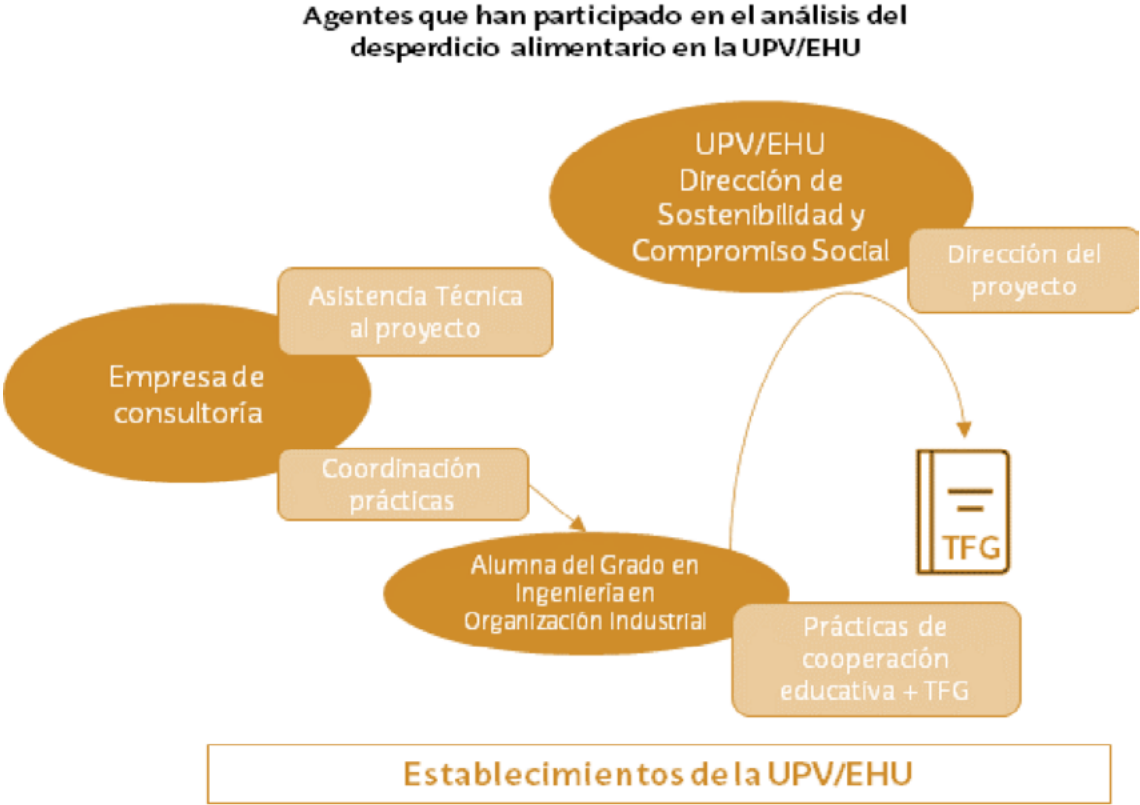 Agentes que han participado en el análisis del
desperdicio alimentario en la UPV/EHU
UPV/EHU
Dirección de
Sostenibilidad y
Compromiso Social
Dirección del
proyecto
Asistencia Técnica
al proyecto
Empresa de
consultoría
Coordinación
prácticas
Alumna del Grado en
Ingeniería en
Organización Industrial
TFG
Prácticas de
cooperación
educativa + TFG
Establecimientos de la UPV/EHU